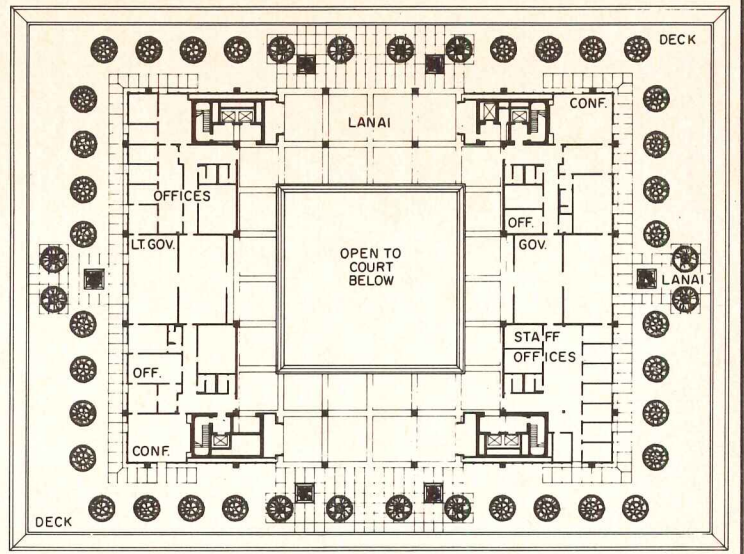 DECK
CONF.
LANAI
OFFICES
OFF.
LT. GOV.
GOV.
OPEN TO
COURT
BELOW
LANAI
STAFF
OFFICES
OFF.
CONF.
DECK